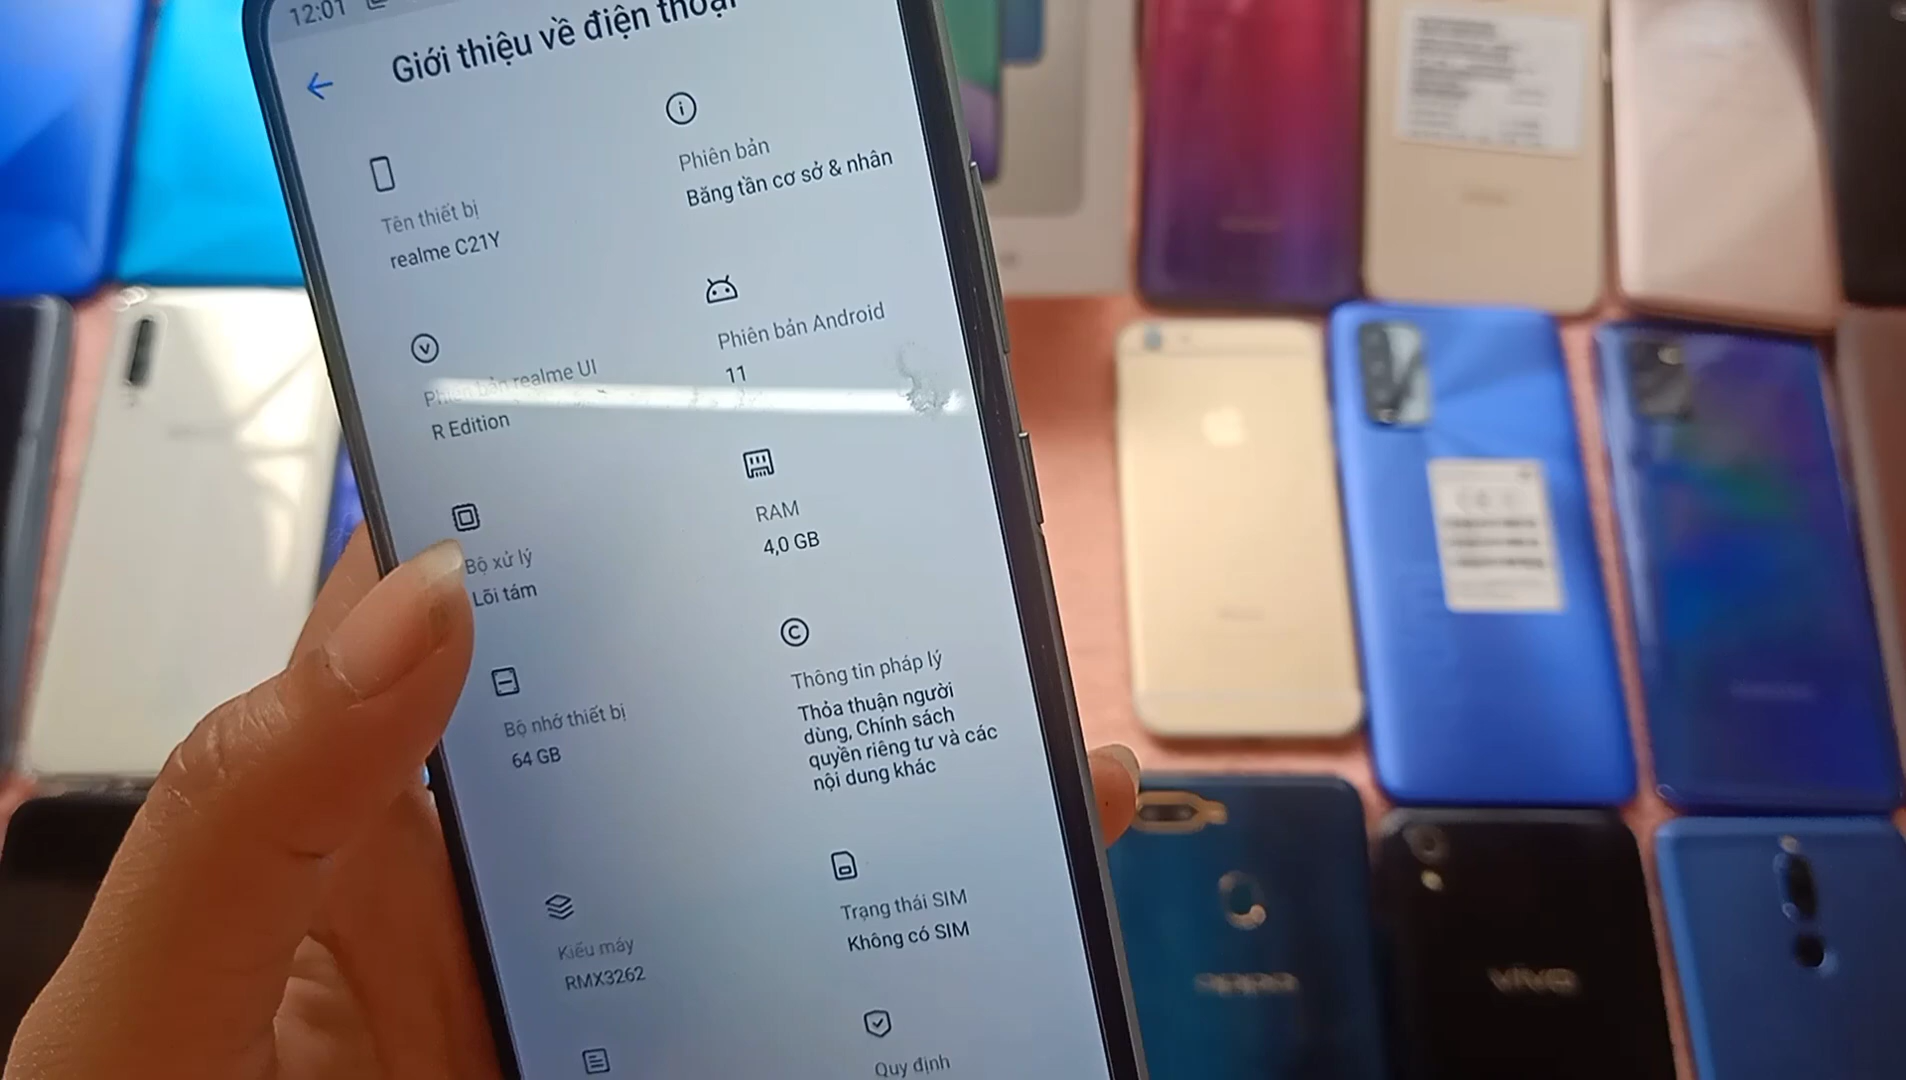 12:01
Giới thiệu về điện thoại
Tên thiết bị
realme C21Y
Phiên bản
Băng tần cơ sở & nhân
Phiên bản realme UI
R Edition
Phiên bản Android
11
Bộ xử lý
Lõi tám
RAM
4,0 GB
Bộ nhớ thiết bị
64 GB
Thông tin pháp lý
Thỏa thuận người
dùng, Chính sách
quyền riêng tư và các
nội dung khác
Kiểu máy
RMX3262
Trạng thái SIM
Không có SIM
Quy định
oppo
vivo